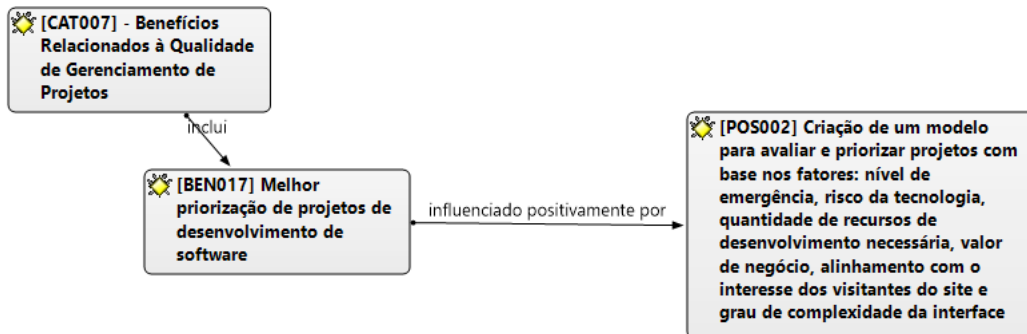 [CAT007] - Benefícios
Relacionados à Qualidade
de Gerenciamento de
Projetos
inclui
[BEN017] Melhor
priorização de projetos de
desenvolvimento de
software
influenciado positivamente por
[POS002] Criação de um modelo
para avaliar e priorizar projetos com
base nos fatores: nível de
emergência, risco da tecnologia,
quantidade de recursos de
desenvolvimento necessária, valor
de negócio, alinhamento com o
interesse dos visitantes do site e
grau de complexidade da interface